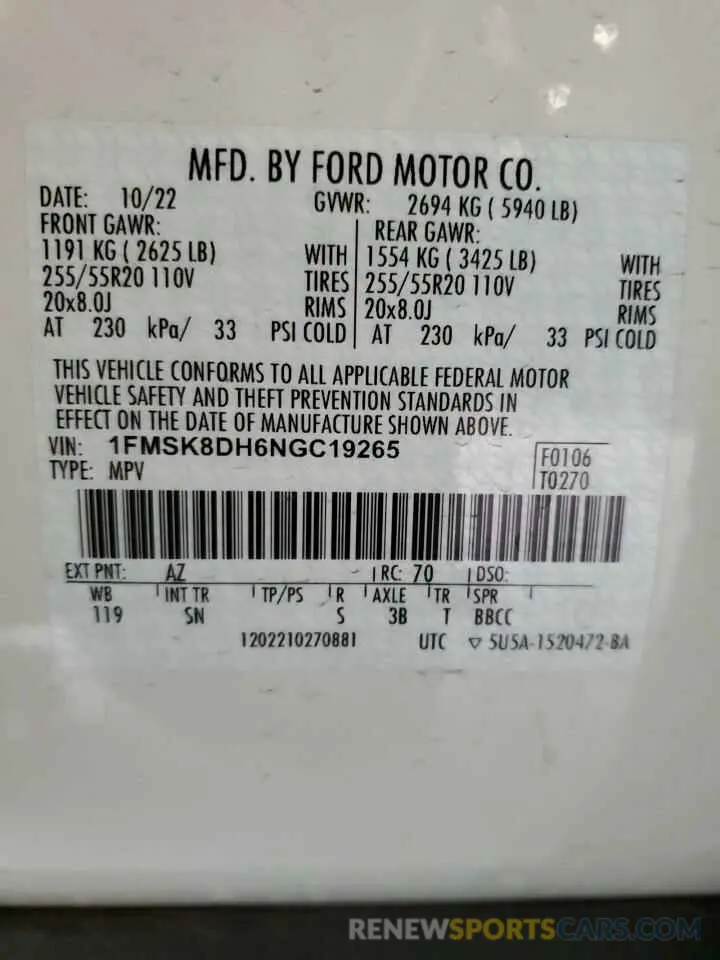 MFD. BY FORD MOTOR CO.
DATE: 10/22 GVWR: 2694 KG ( 5940 LB)
FRONT GAWR: REAR GAWR:
1191 KG ( 2625 LB) WITH 1554 KG ( 3425 LB) WITH
255/55R20 110V TIRES 255/55R20 110V TIRES
20x8.0J RIMS 20x8.0J RIMS
AT 230 kPa/ 33 PSI COLD AT 230 kPa/ 33 PSI COLD
THIS VEHICLE CONFORMS TO ALL APPLICABLE FEDERAL MOTOR
VEHICLE SAFETY AND THEFT PREVENTION STANDARDS IN
EFFECT ON THE DATE OF MANUFACTURE SHOWN ABOVE.
VIN: 1FMSK8DH6NGC19265 F0106
TYPE: MPV T0270
EXT PNT: AZ RC: 70 DSO:
WB INT TR TP/PS R AXLE TR SPR
119 SN S 3B T BBCC
1202210270881 UTC ▽ 5U5A-1520472-BA
RENEWSPORTSCARS.COM